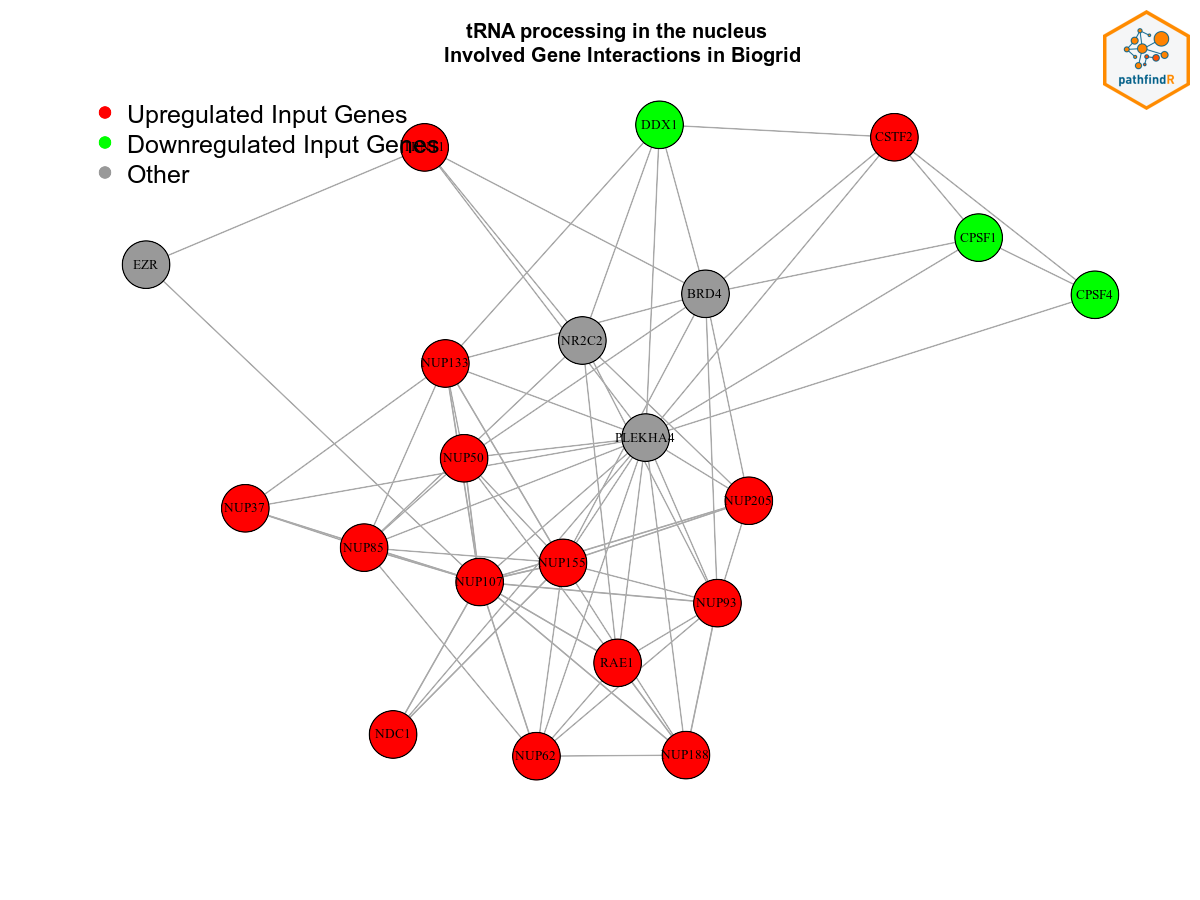 tRNA processing in the nucleus
Involved Gene Interactions in Biogrid
pathfindR
Upregulated Input Genes
Downregulated Input Genes
Other
DDX1
CSTF2
CPSF1
EZR
BRD4
CPSF4
NR2C2
NUP133
PLEKHA4
NUP50
NUP205
NUP37
NUP85
NUP155
NUP107
NUP93
RAE1
NDC1
NUP62
NUP188